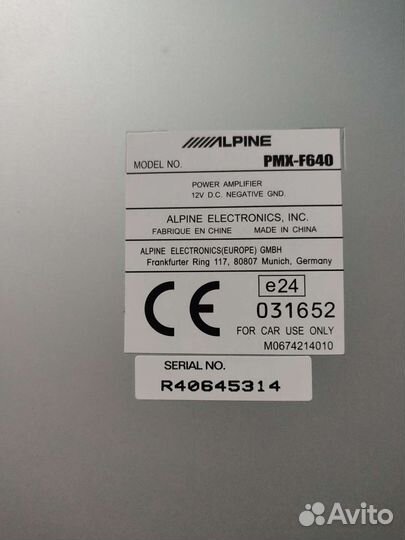 ALPINE
MODEL NO. PMX-F640
POWER AMPLIFIER
12V D.C. NEGATIVE GND.
ALPINE ELECTRONICS, INC.
FABRIQUE EN CHINE MADE IN CHINA
ALPINE ELECTRONICS(EUROPE) GMBH
Frankfurter Ring 117, 80807 Munich, Germany
CE
e24
031652
FOR CAR USE ONLY
M0674214010
SERIAL NO.
R40645314
Avito